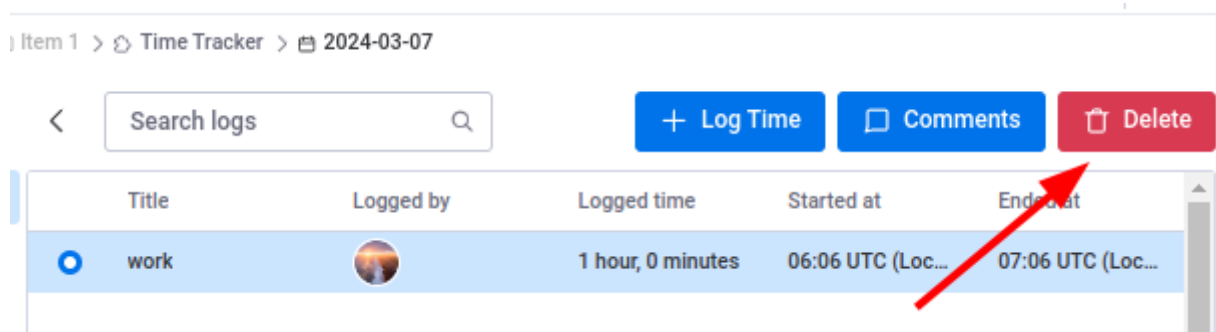 Item 1 > Time Tracker > 2024-03-07
Search logs
+ Log Time
Comments
Delete
Title Logged by Logged time Started at Ended at
work 1 hour, 0 minutes 06:06 UTC (Loc... 07:06 UTC (Loc...